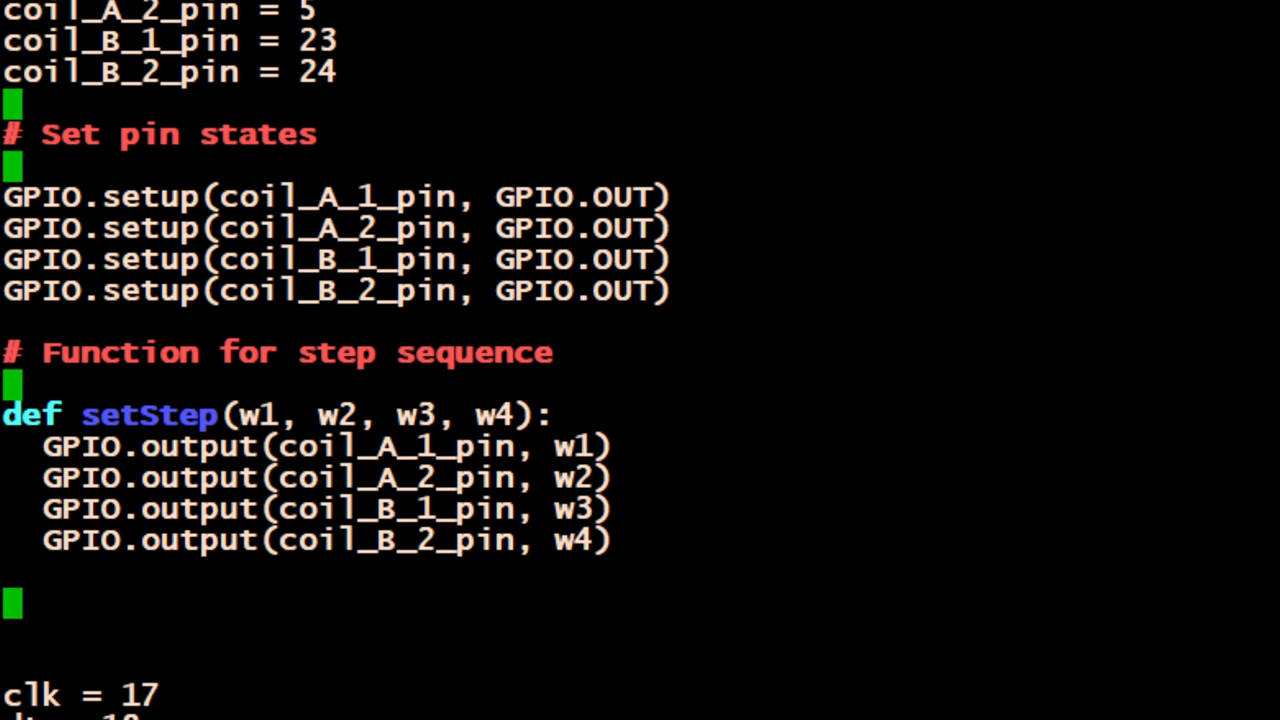 coil_A_2_pin = 5
coil_B_1_pin = 23
coil_B_2_pin = 24
# Set pin states
GPIO.setup(coil_A_1_pin, GPIO.OUT)
GPIO.setup(coil_A_2_pin, GPIO.OUT)
GPIO.setup(coil_B_1_pin, GPIO.OUT)
GPIO.setup(coil_B_2_pin, GPIO.OUT)
# Function for step sequence
def setStep(w1, w2, w3, w4):
  GPIO.output(coil_A_1_pin, w1)
  GPIO.output(coil_A_2_pin, w2)
  GPIO.output(coil_B_1_pin, w3)
  GPIO.output(coil_B_2_pin, w4)
clk = 17